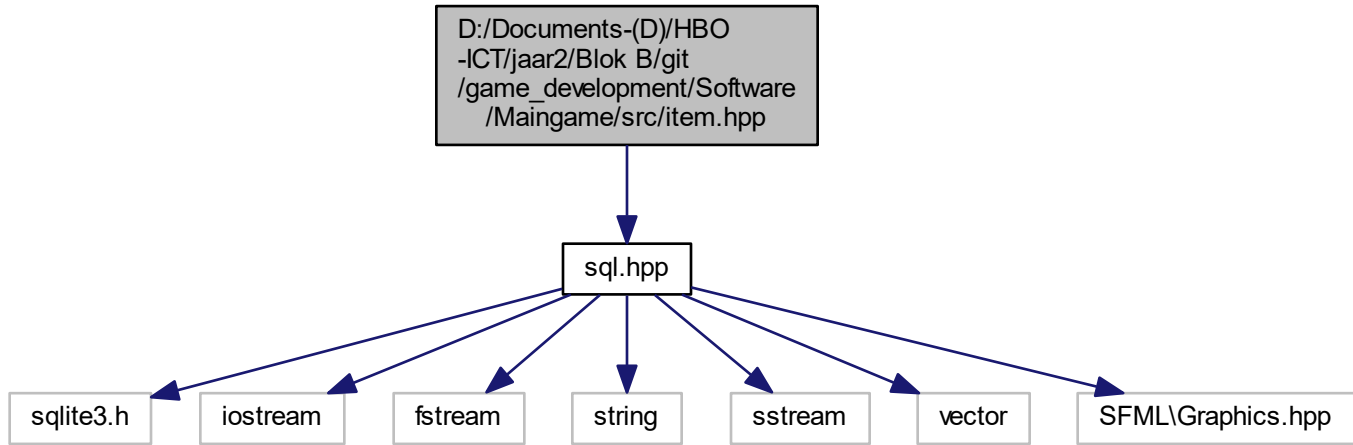 D:/Documents-(D)/HBO
-ICT/jaar2/Blok B/git
/game_development/Software
/Maingame/src/item.hpp
sql.hpp
sqlite3.h
iostream
fstream
string
sstream
vector
SFML\Graphics.hpp